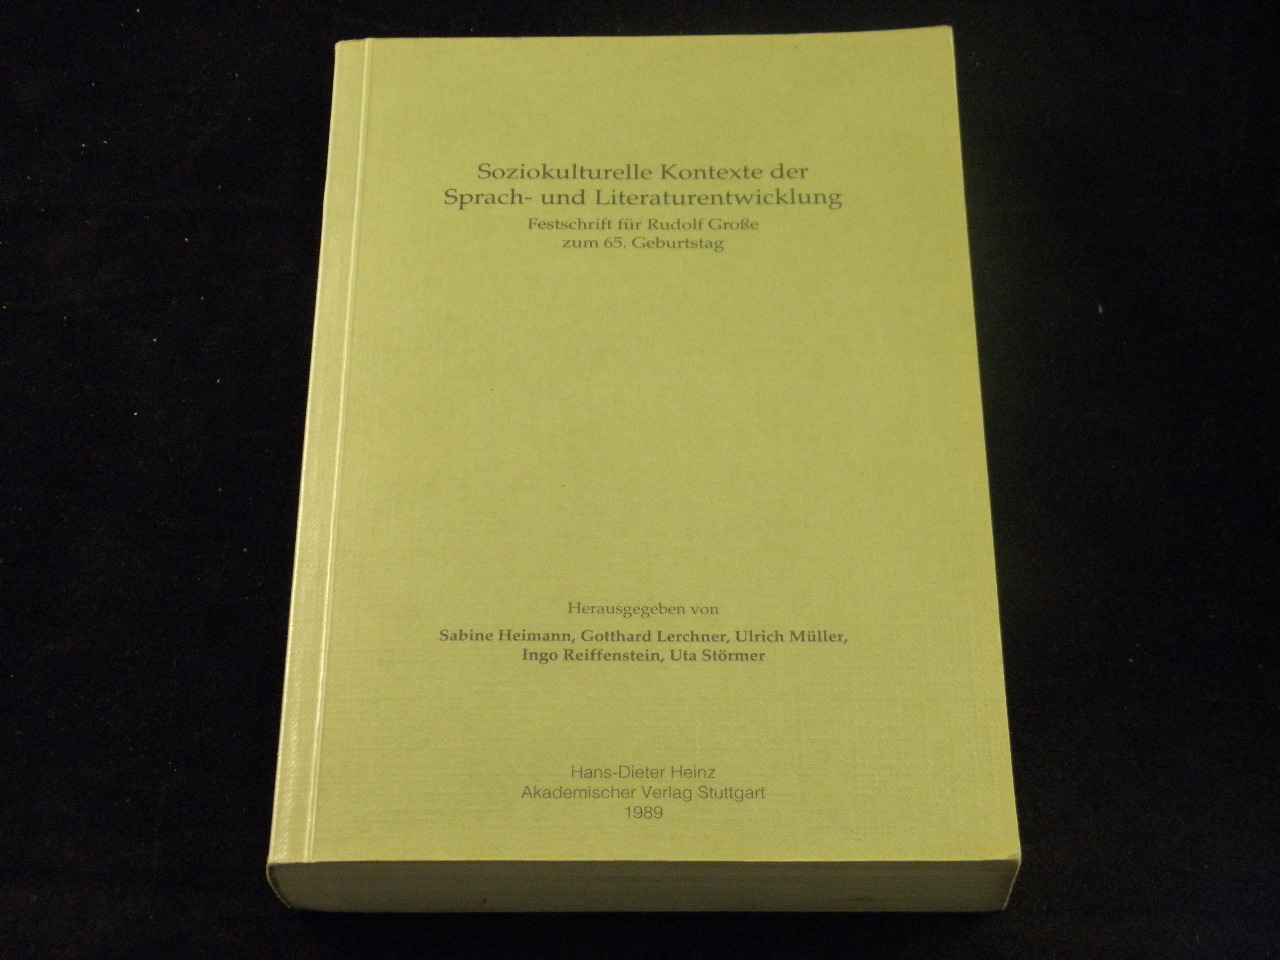 Soziokulturelle Kontexte der
Sprach- und Literaturentwicklung
Festschrift für Rudolf Große
zum 65. Geburtstag
Herausgegeben von
Sabine Heimann, Gotthard Lerchner, Ulrich Müller,
Ingo Reiffenstein, Uta Störmer
Hans-Dieter Heinz
Akademischer Verlag Stuttgart
1989